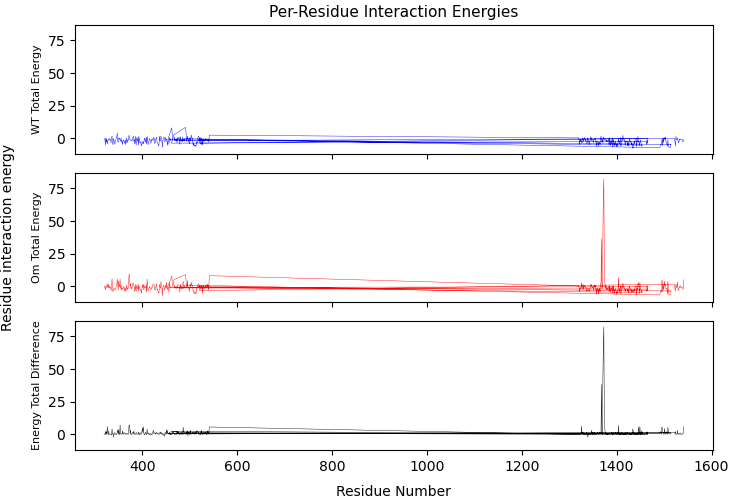 Per-Residue Interaction Energies
Residue interaction energy
WT Total Energy
75
50
25
0
Om Total Energy
75
50
25
0
Energy Total Difference
75
50
25
0
400 600 800 1000 1200 1400 1600
Residue Number